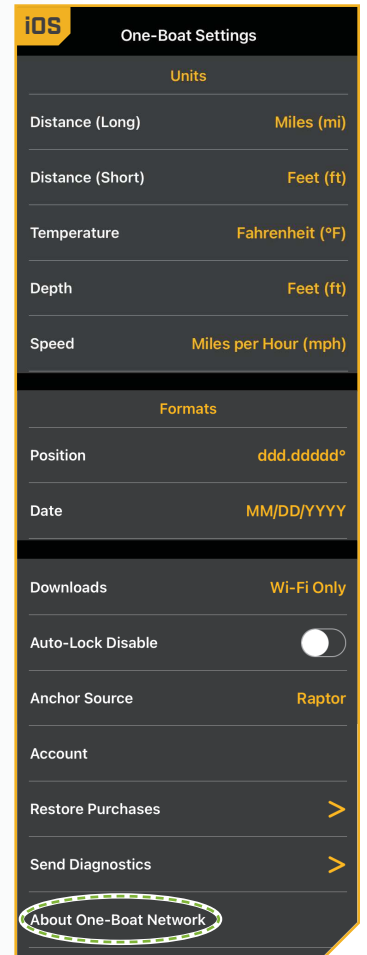 iOS
One-Boat Settings
Units
Distance (Long) Miles (mi)
Distance (Short) Feet (ft)
Temperature Fahrenheit (°F)
Depth Feet (ft)
Speed Miles per Hour (mph)
Formats
Position ddd.ddddd°
Date MM/DD/YYYY
Downloads Wi-Fi Only
Auto-Lock Disable
Anchor Source Raptor
Account
Restore Purchases >
Send Diagnostics >
About One-Boat Network